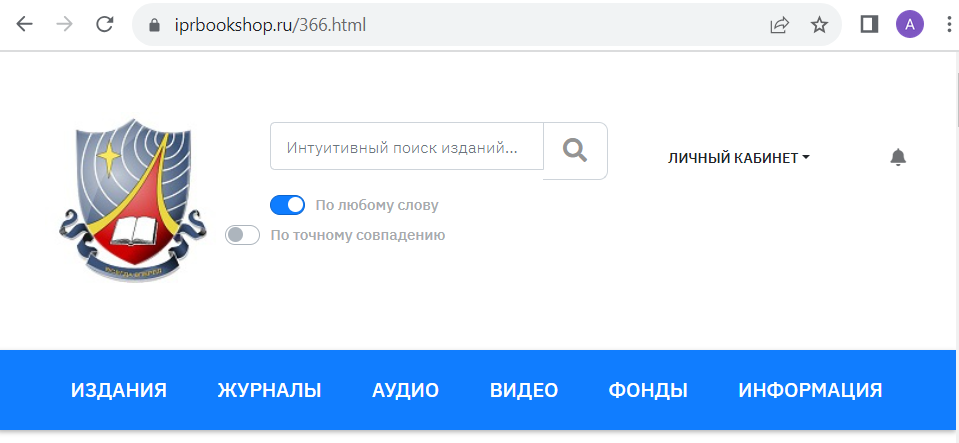 iprbookshop.ru/366.html
A
Интуитивный поиск изданий...
ЛИЧНЫЙ КАБИНЕТ
По любому слову
По точному совпадению
ИЗДАНИЯ ЖУРНАЛЫ АУДИО ВИДЕО ФОНДЫ ИНФОРМАЦИЯ